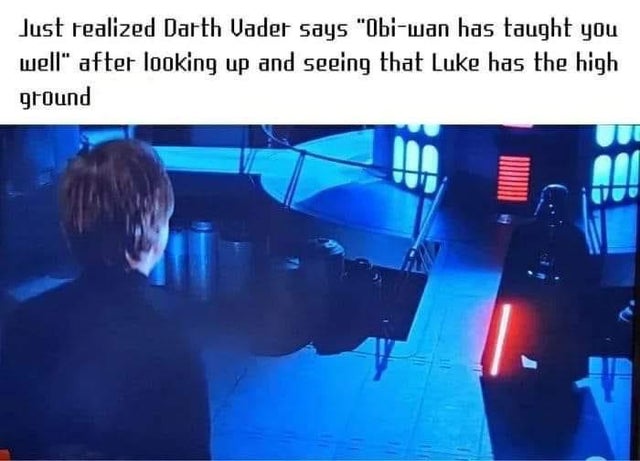 Just realized Darth Vader says "Obi-wan has taught you
well" after looking up and seeing that Luke has the high
ground